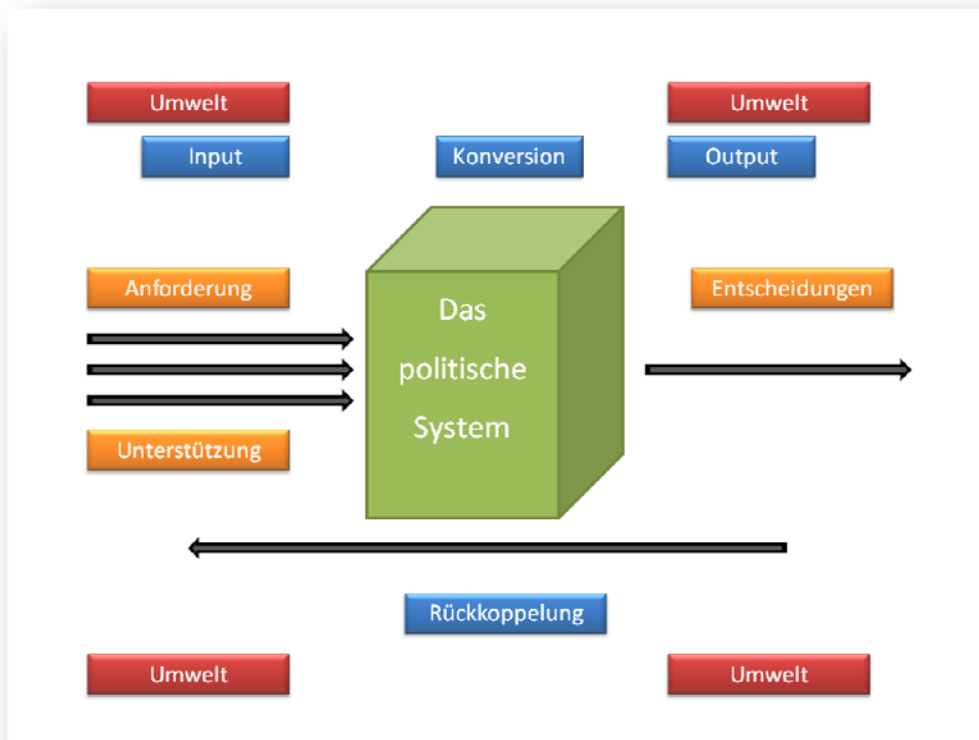 Umwelt
Umwelt
Input
Konversion
Output
Anforderung
Entscheidungen
Das
politische
System
Unterstützung
Rückkoppelung
Umwelt
Umwelt